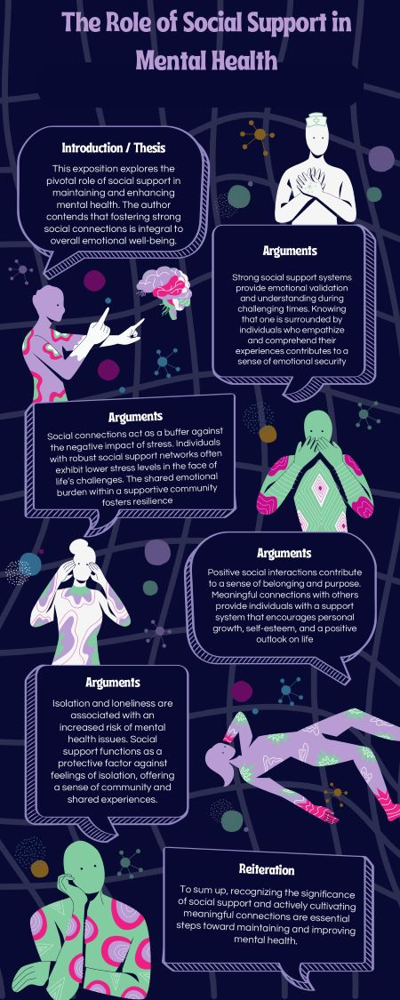 The Role of Social Support in
Mental Health
Introduction / Thesis
This exposition explores the
pivotal role of social support in
maintaining and enhancing
mental health. The author
contends that fostering strong
social connections is integral to
overall emotional well-being.
Arguments
Strong social support systems
provide emotional validation
and understanding during
challenging times. Knowing
that one is surrounded by
individuals who empathize
and comprehend their
experiences contributes to a
sense of emotional security
Arguments
Social connections act as a buffer against
the negative impact of stress. Individuals
with robust social support networks often
exhibit lower stress levels in the face of
life's challenges. The shared emotional
burden within a supportive community
fosters resilience
Arguments
Positive social interactions contribute
to a sense of belonging and purpose.
Meaningful connections with others
provide individuals with a support
system that encourages personal
growth, self-esteem, and a positive
outlook on life
Arguments
Isolation and loneliness are
associated with an
increased risk of mental
health issues. Social
support functions as a
protective factor against
feelings of isolation, offering
a sense of community and
shared experiences.
Reiteration
To sum up, recognizing the significance
of social support and actively cultivating
meaningful connections are essential
steps toward maintaining and improving
mental health.